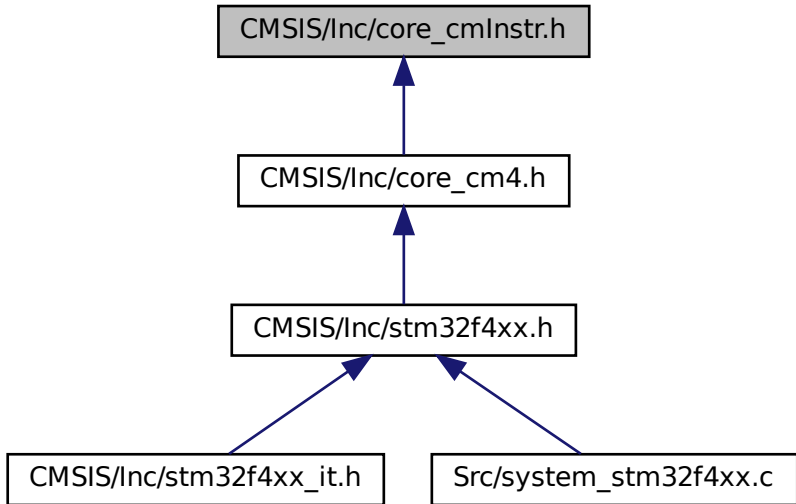 CMSIS/Inc/core_cmInstr.h
CMSIS/Inc/core_cm4.h
CMSIS/Inc/stm32f4xx.h
CMSIS/Inc/stm32f4xx_it.h
Src/system_stm32f4xx.c